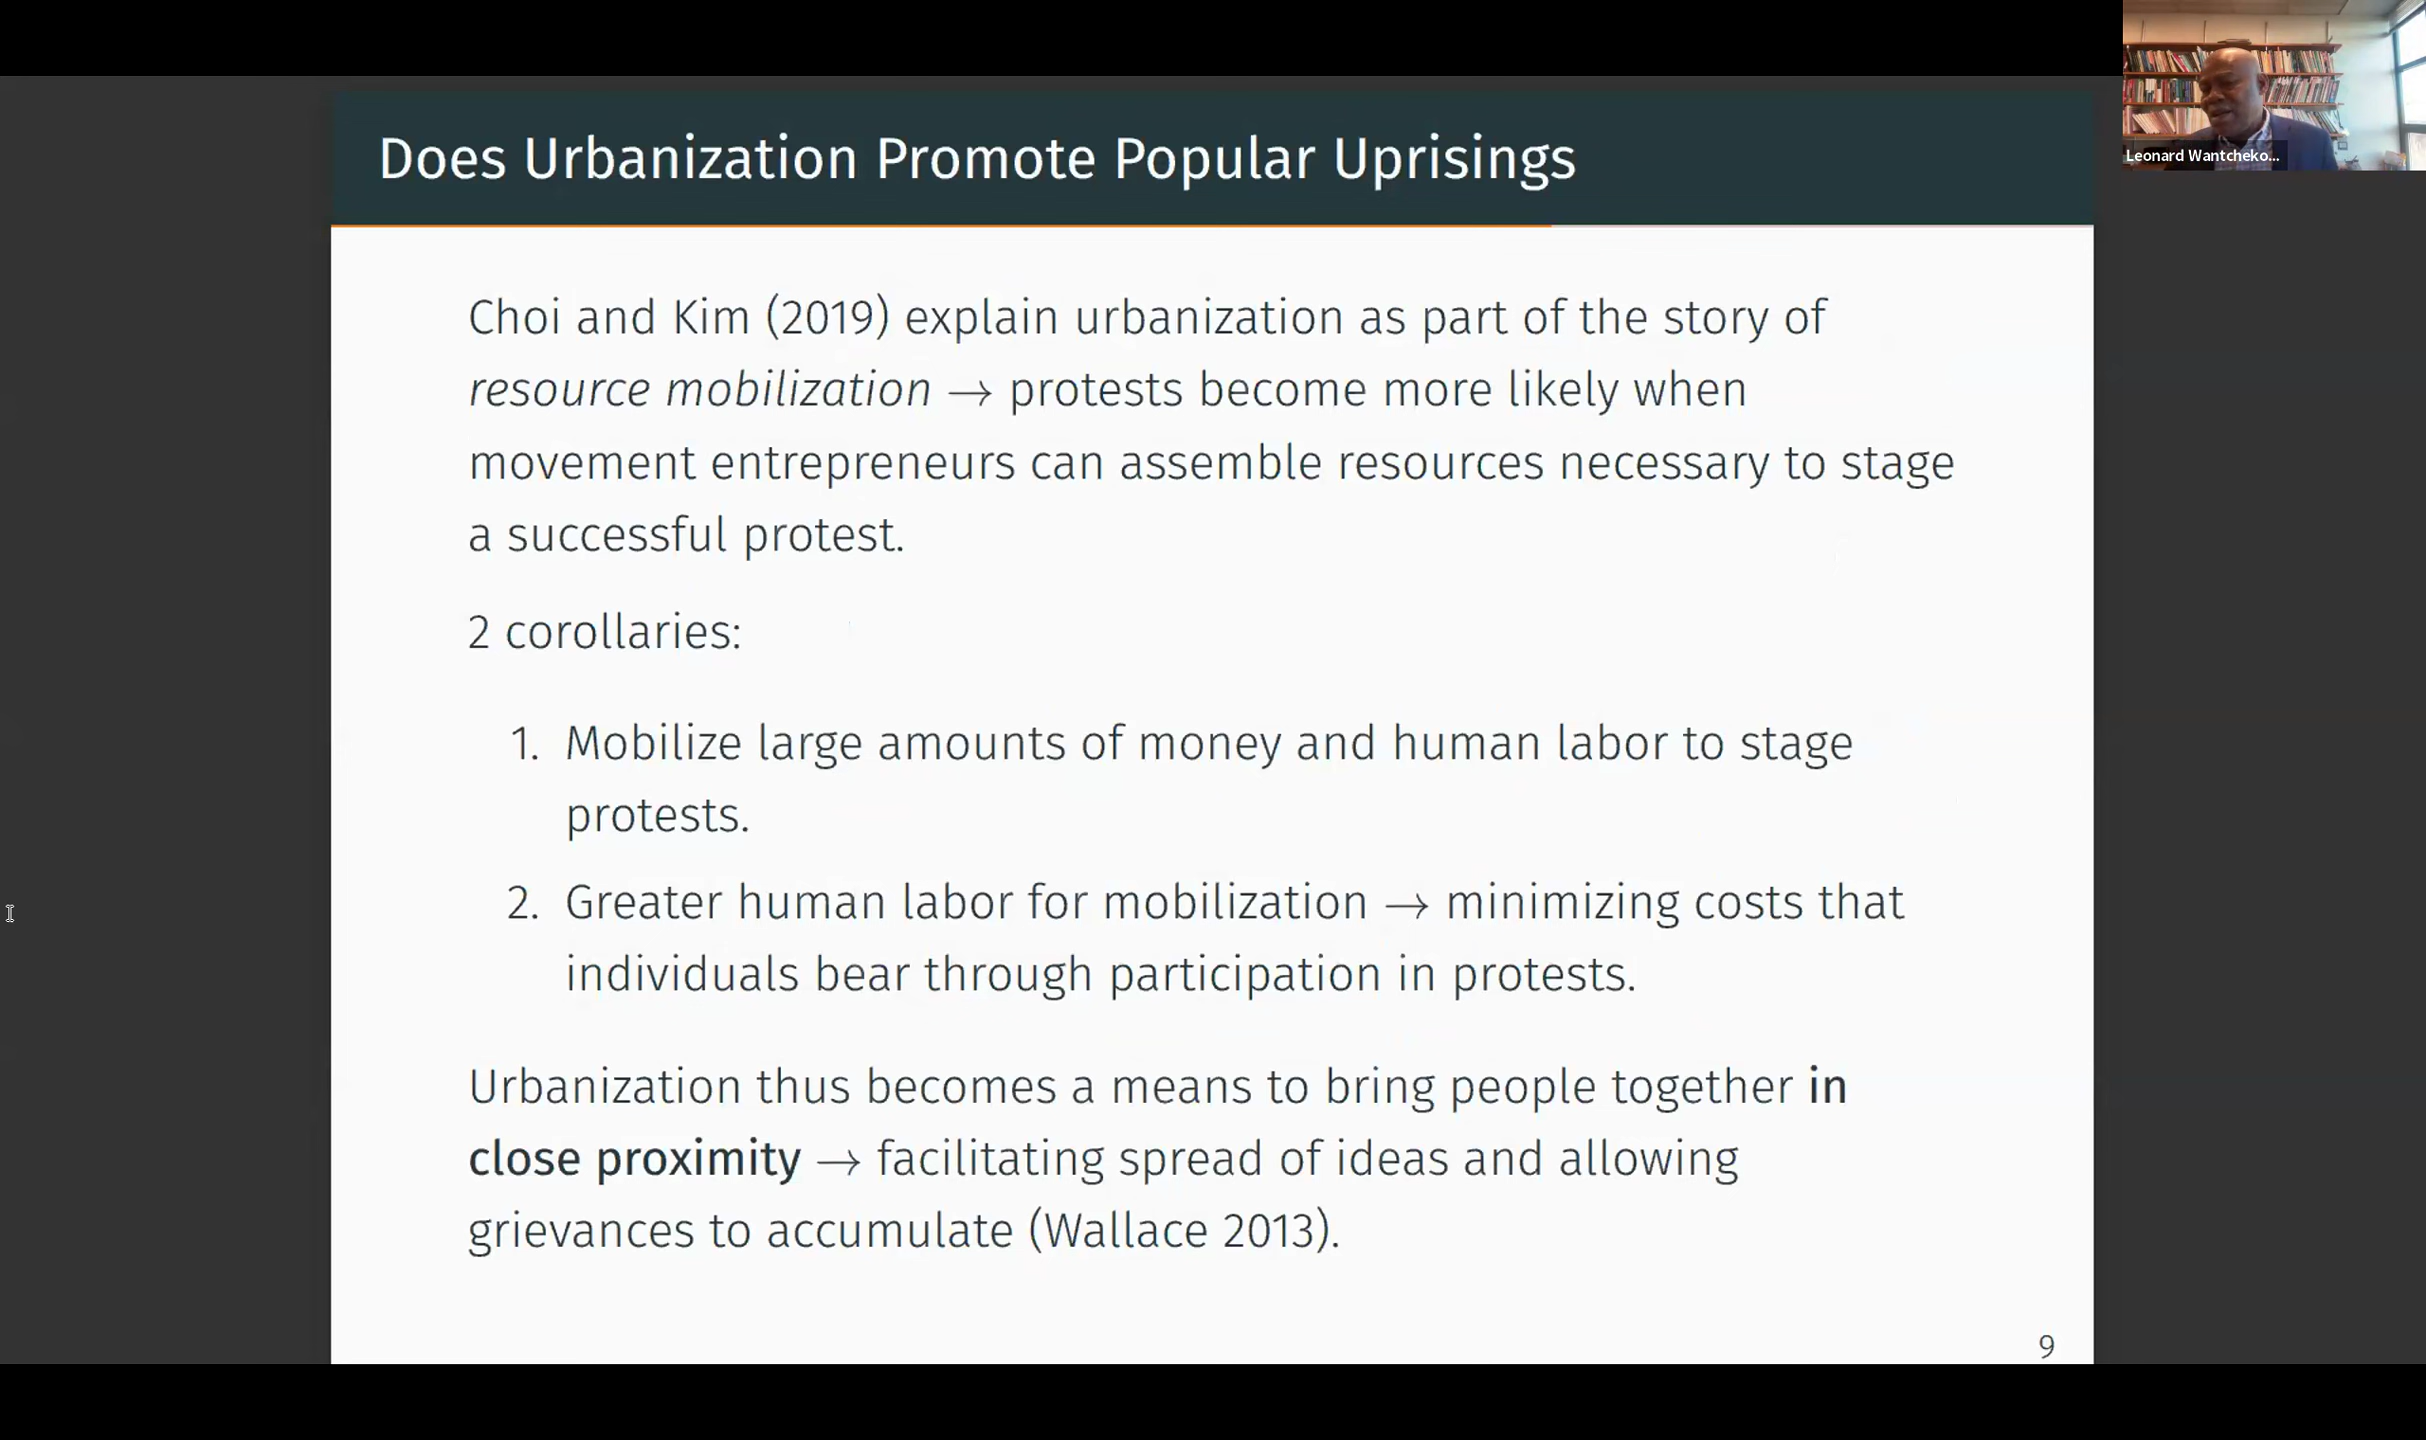 Does Urbanization Promote Popular Uprisings
Leonard Wantcheko...
Choi and Kim (2019) explain urbanization as part of the story of
resource mobilization → protests become more likely when
movement entrepreneurs can assemble resources necessary to stage
a successful protest.
2 corollaries:
1. Mobilize large amounts of money and human labor to stage
protests.
2. Greater human labor for mobilization → minimizing costs that
individuals bear through participation in protests.
Urbanization thus becomes a means to bring people together in
close proximity → facilitating spread of ideas and allowing
grievances to accumulate (Wallace 2013).
9